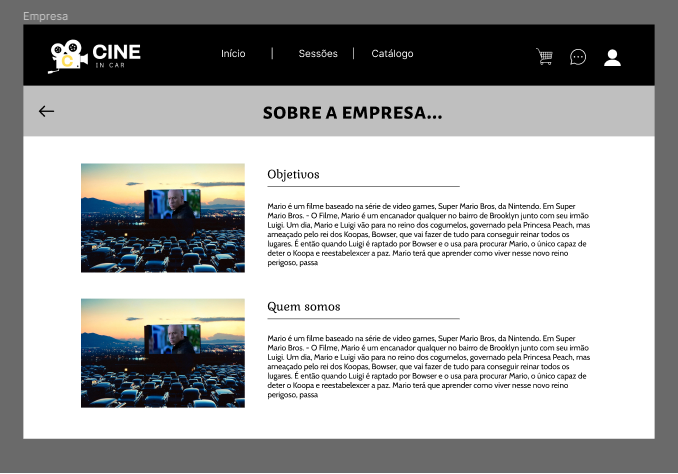 Empresa
CINE
IN CAR
C
Início | Sessões | Catálogo
SOBRE A EMPRESA...
Objetivos
Mario é um filme baseado na série de video games, Super Mario Bros, da Nintendo. Em Super
Mario Bros. - O Filme, Mario é um encanador qualquer no bairro de Brooklyn junto com seu irmão
Luigi. Um dia, Mario e Luigi vão para no reino dos cogumelos, governado pela Princesa Peach, mas
ameaçado pelo rei dos Koopas, Bowser, que vai fazer de tudo para conseguir reinar todos os
lugares. É então quando Luigi é raptado por Bowser e o usa para procurar Mario, o único capaz de
deter o Koopa e reestabelexcer a paz. Mario terá que aprender como viver nesse novo reino
perigoso, passa
Quem somos
Mario é um filme baseado na série de video games, Super Mario Bros, da Nintendo. Em Super
Mario Bros. - O Filme, Mario é um encanador qualquer no bairro de Brooklyn junto com seu irmão
Luigi. Um dia, Mario e Luigi vão para no reino dos cogumelos, governado pela Princesa Peach, mas
ameaçado pelo rei dos Koopas, Bowser, que vai fazer de tudo para conseguir reinar todos os
lugares. É então quando Luigi é raptado por Bowser e o usa para procurar Mario, o único capaz de
deter o Koopa e reestabelexcer a paz. Mario terá que aprender como viver nesse novo reino
perigoso, passa